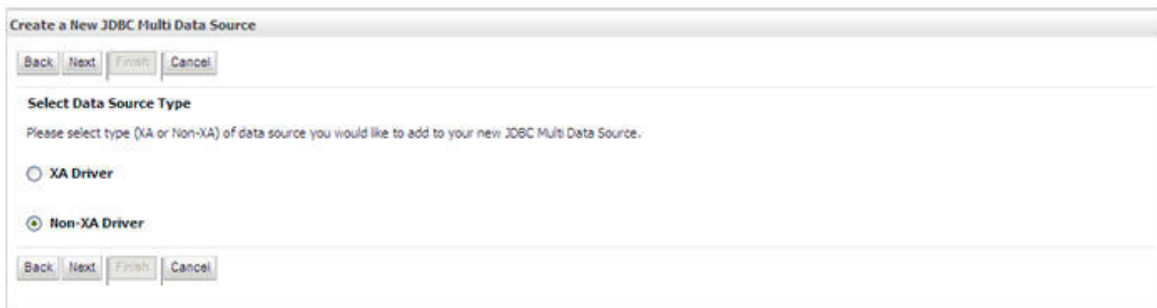 Create a New JDBC Multi Data Source
Back Next Finish Cancel
Select Data Source Type
Please select type (XA or Non-XA) of data source you would like to add to your new JDBC Multi Data Source.
XA Driver
Non-XA Driver
Back Next Finish Cancel